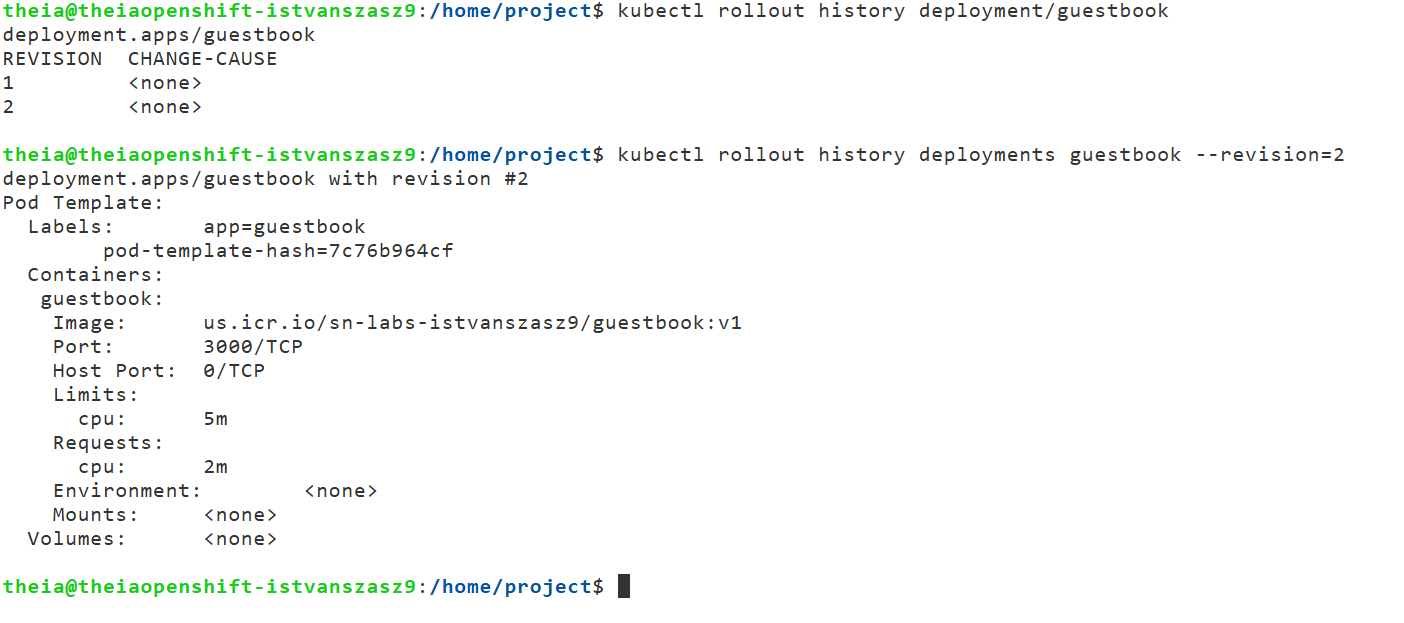 theia@theiaopenshift-istvanszasz9:/home/project$ kubectl rollout history deployment/guestbook
deployment.apps/guestbook
REVISION  CHANGE-CAUSE
1         <none>
2         <none>

theia@theiaopenshift-istvanszasz9:/home/project$ kubectl rollout history deployments guestbook --revision=2
deployment.apps/guestbook with revision #2
Pod Template:
  Labels:       app=guestbook
        pod-template-hash=7c76b964cf
  Containers:
   guestbook:
    Image:      us.icr.io/sn-labs-istvanszasz9/guestbook:v1
    Port:       3000/TCP
    Host Port:  0/TCP
    Limits:
      cpu:      5m
    Requests:
      cpu:      2m
    Environment:        <none>
    Mounts:     <none>
  Volumes:      <none>

theia@theiaopenshift-istvanszasz9:/home/project$